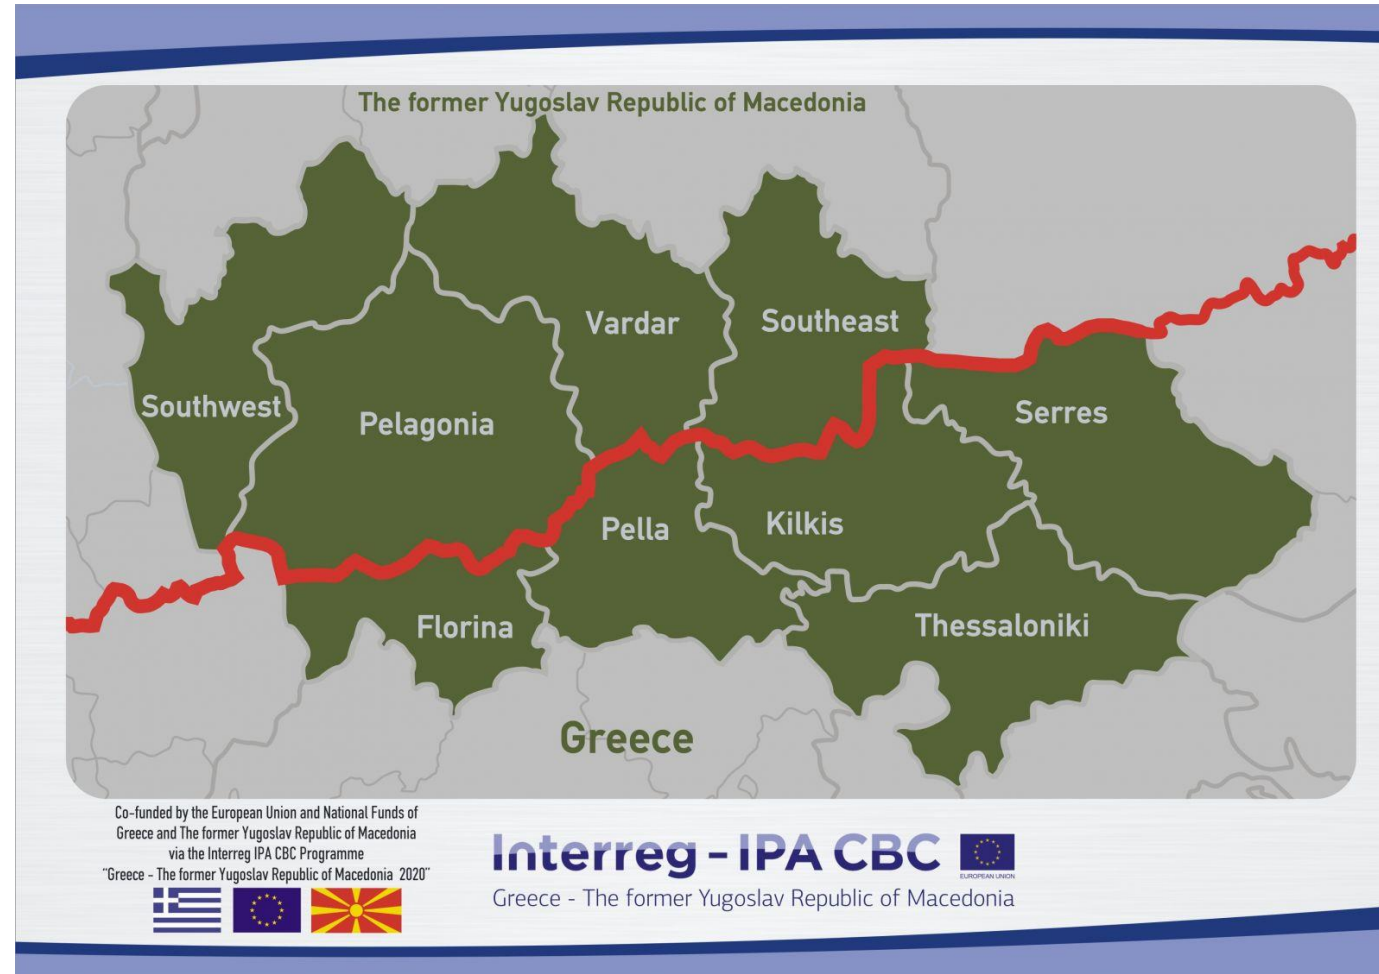 The former Yugoslav Republic of Macedonia
Vardar
Southeast
Southwest
Pelagonia
Serres
Pella
Kilkis
Florina
Thessaloniki
Greece
Co-funded by the European Union and National Funds of
Greece and The former Yugoslav Republic of Macedonia
via the Interreg IPA CBC Programme
"Greece - The former Yugoslav Republic of Macedonia 2020"
Interreg - IPA CBC
EUROPEAN UNION
Greece - The former Yugoslav Republic of Macedonia